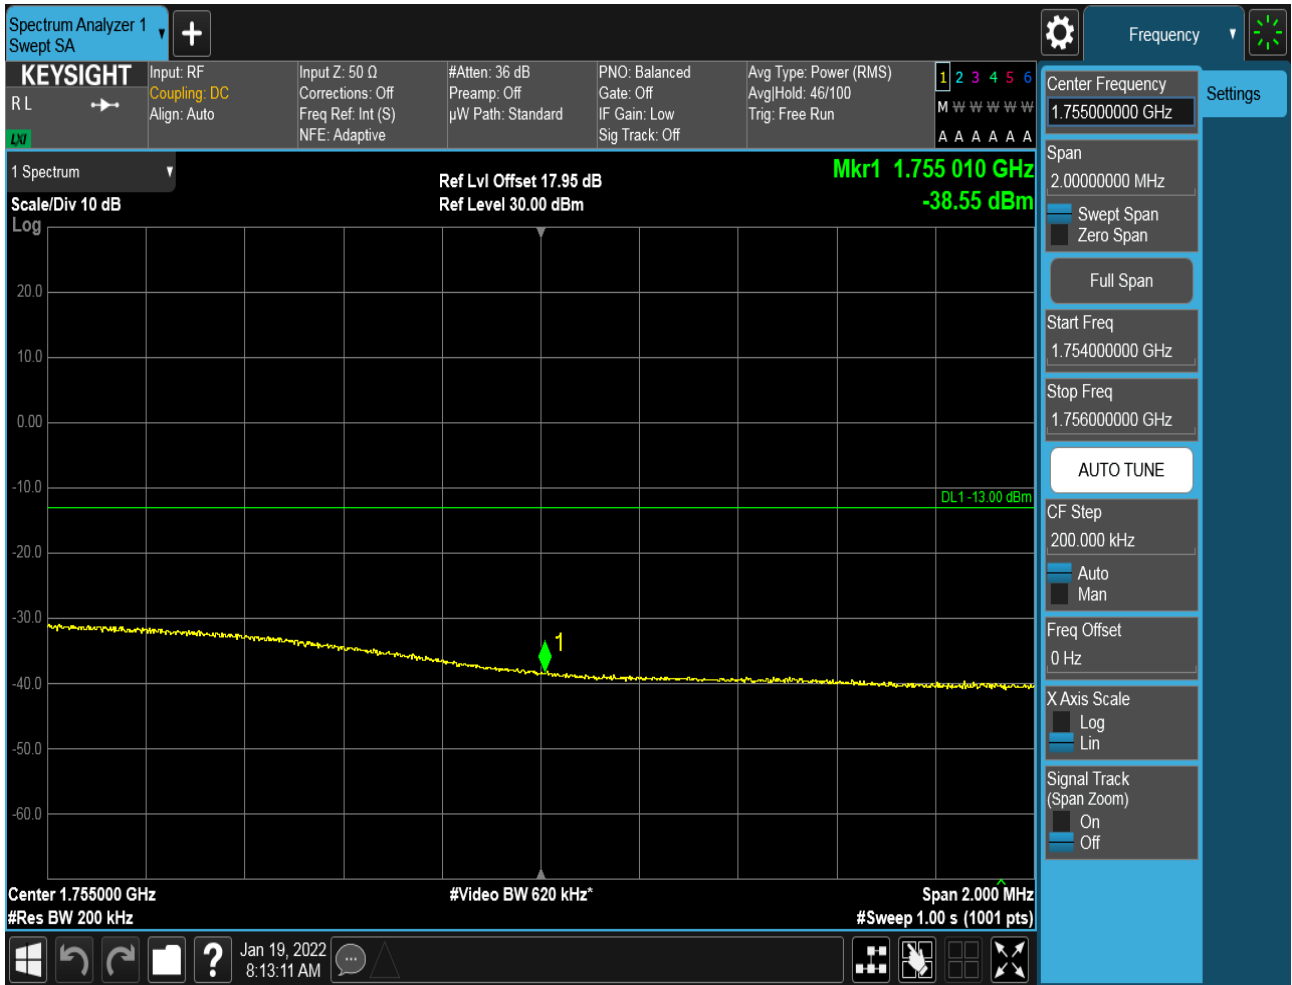 Spectrum Analyzer 1
Swept SA
Frequency
KEYSIGHT
R L
LXI
Input: RF
Coupling: DC
Align: Auto
Input Z: 50 Ω
Corrections: Off
Freq Ref: Int (S)
NFE: Adaptive
#Atten: 36 dB
Preamp: Off
µW Path: Standard
PNO: Balanced
Gate: Off
IF Gain: Low
Sig Track: Off
Avg Type: Power (RMS)
Avg|Hold: 46/100
Trig: Free Run
1 2 3 4 5 6
M W W W W W
A A A A A A
1 Spectrum
Scale/Div 10 dB
Log
Ref Lvl Offset 17.95 dB
Ref Level 30.00 dBm
Mkr1 1.755 010 GHz
-38.55 dBm
20.0
10.0
0.00
-10.0
DL1 -13.00 dBm
-20.0
-30.0
1
-40.0
-50.0
-60.0
Center 1.755000 GHz
#Video BW 620 kHz*
Span 2.000 MHz
#Res BW 200 kHz
#Sweep 1.00 s (1001 pts)
Jan 19, 2022
8:13:11 AM
?
Center Frequency
1.755000000 GHz
Settings
Span
2.00000000 MHz
Swept Span
Zero Span
Full Span
Start Freq
1.754000000 GHz
Stop Freq
1.756000000 GHz
AUTO TUNE
CF Step
200.000 kHz
Auto
Man
Freq Offset
0 Hz
X Axis Scale
Log
Lin
Signal Track
(Span Zoom)
On
Off